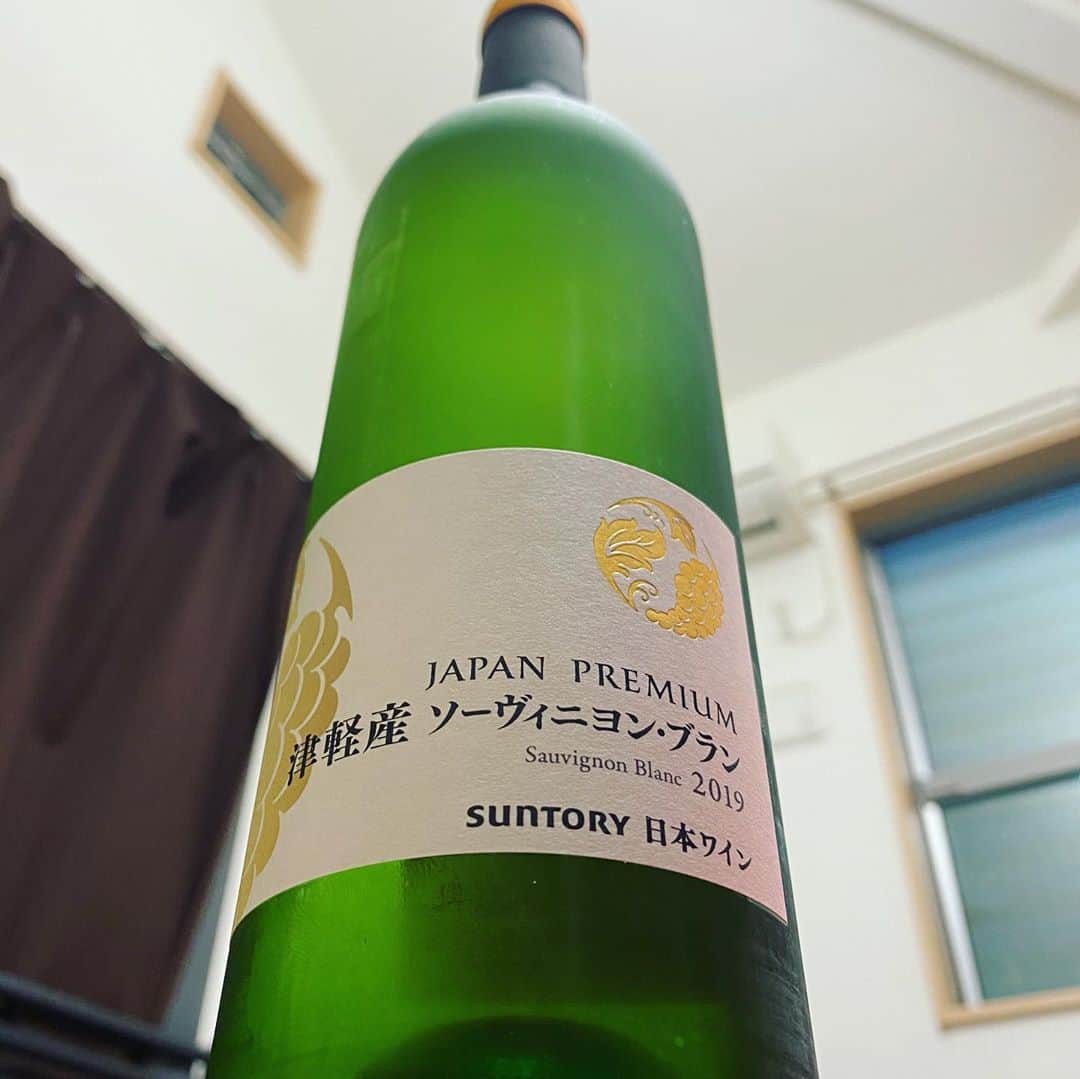 JAPAN PREMIUM
津軽産 ソーヴィニヨン・ブラン
Sauvignon Blanc 2019
SUNTORY 日本ワイン